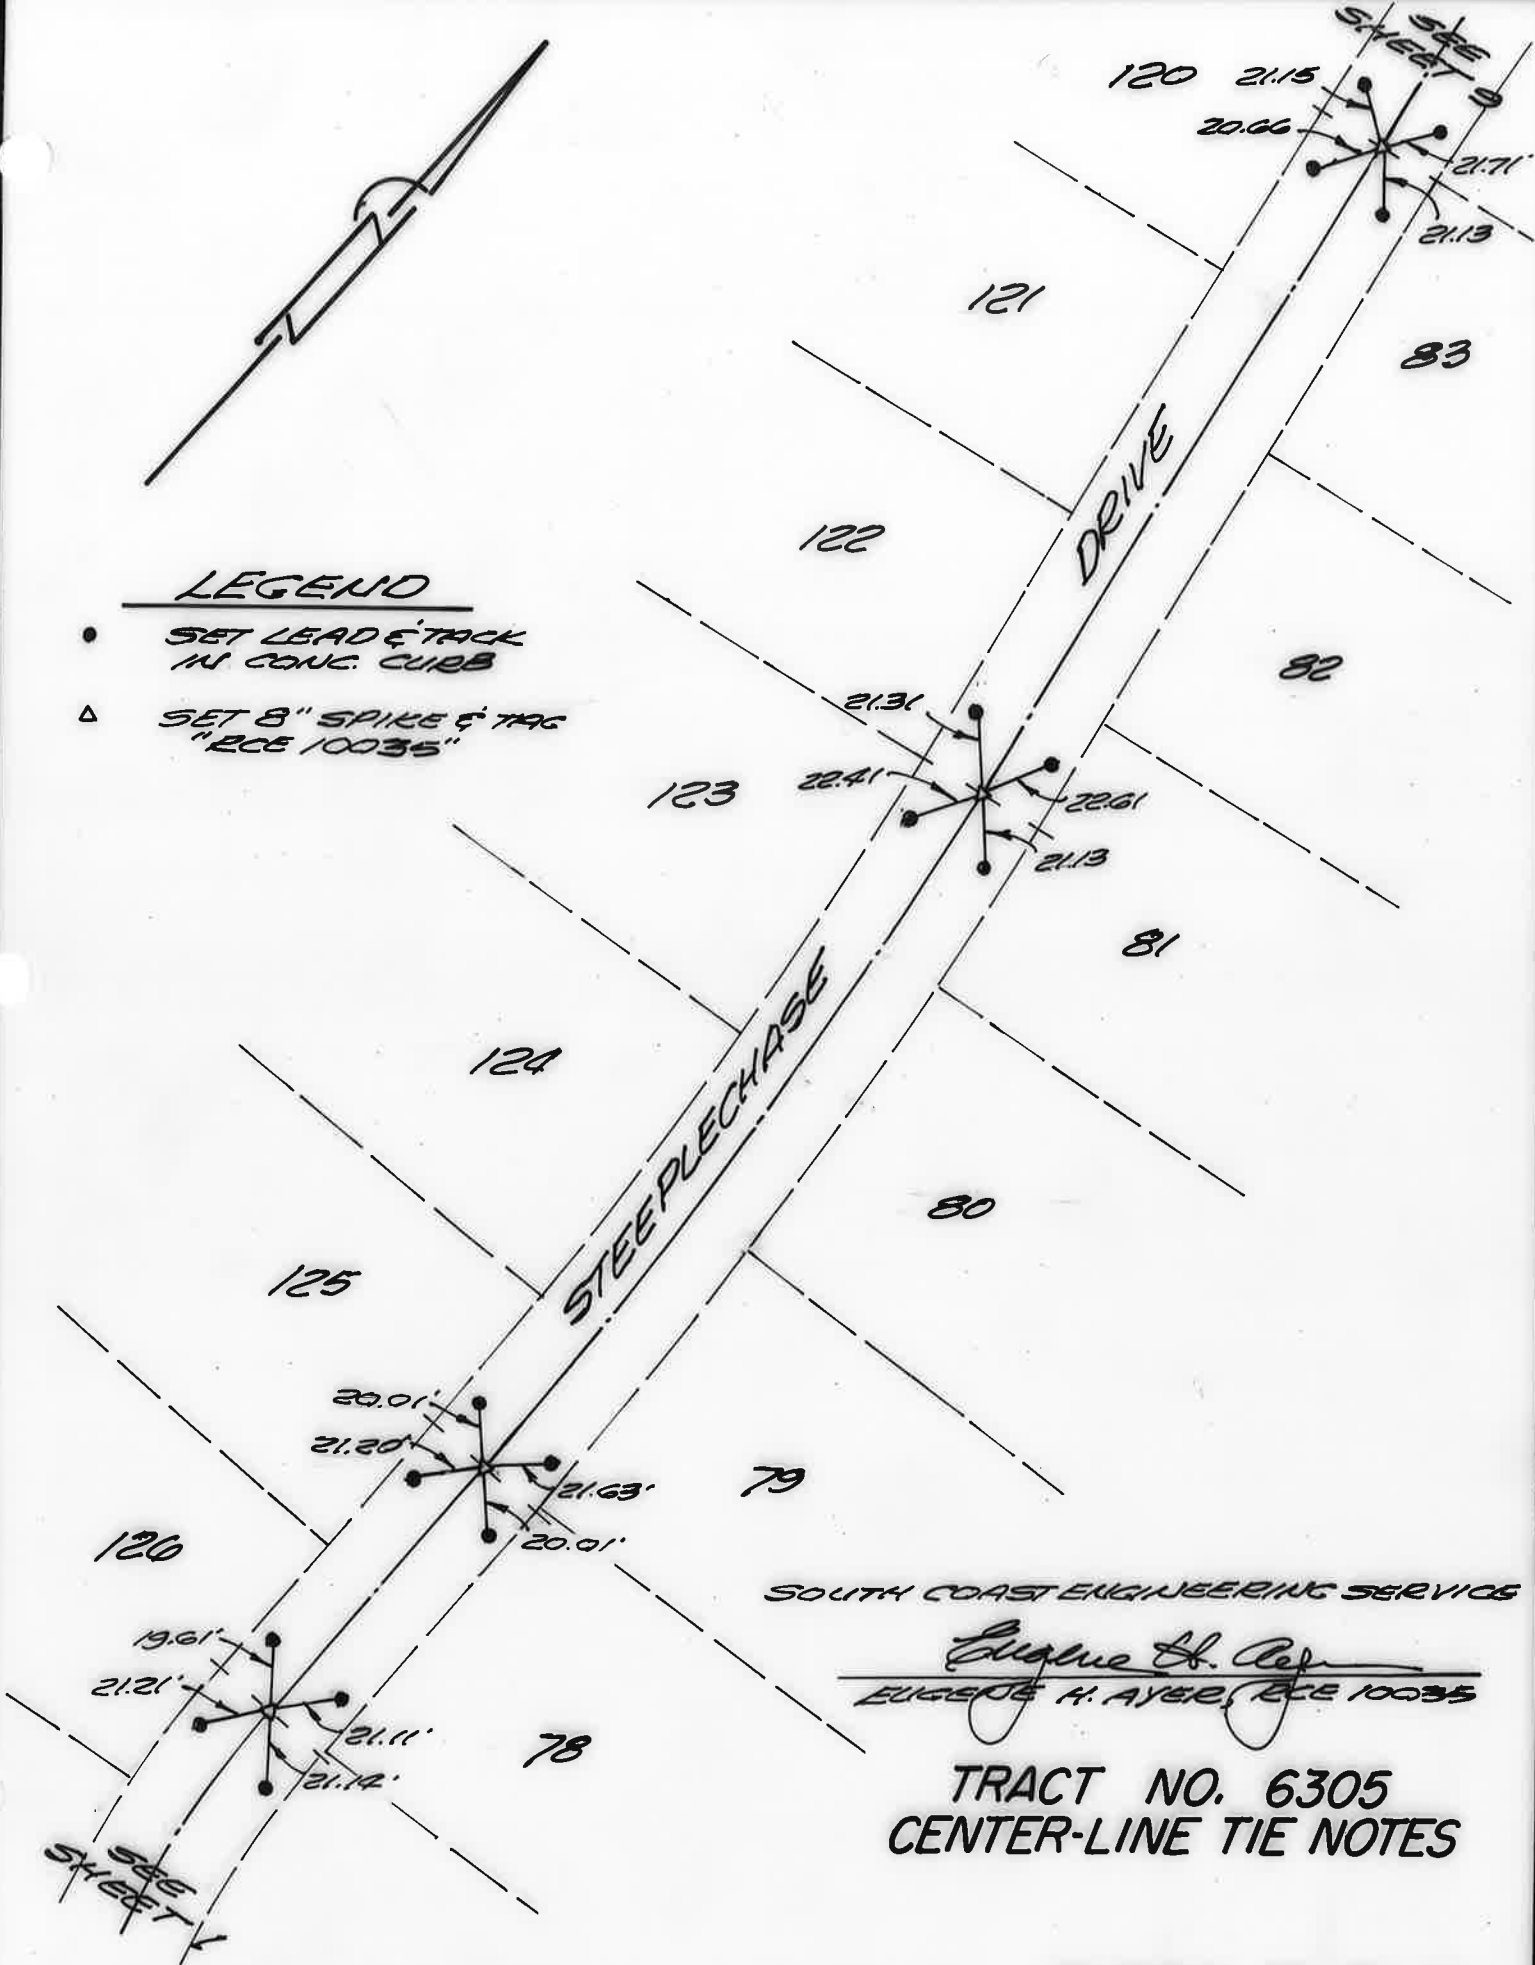 SEE
SHEET 9
120
21.15
20.66
21.71'
21.13
121
83
DRIVE
122
LEGEND
SET LEAD & TACK
IN CONC. CURB
SET 8" SPIKE & TAG
"RCE 10035"
82
21.31
22.41
22.61
21.13
123
81
STEEPLECHASE
124
80
125
20.01'
21.20'
21.63'
20.01'
79
126
SOUTH COAST ENGINEERING SERVICE
Eugene H. Ayer
EUGENE H. AYER, RCE 10035
19.61'
21.21'
21.11'
21.14'
78
TRACT NO. 6305
CENTER-LINE TIE NOTES
SEE
SHEET